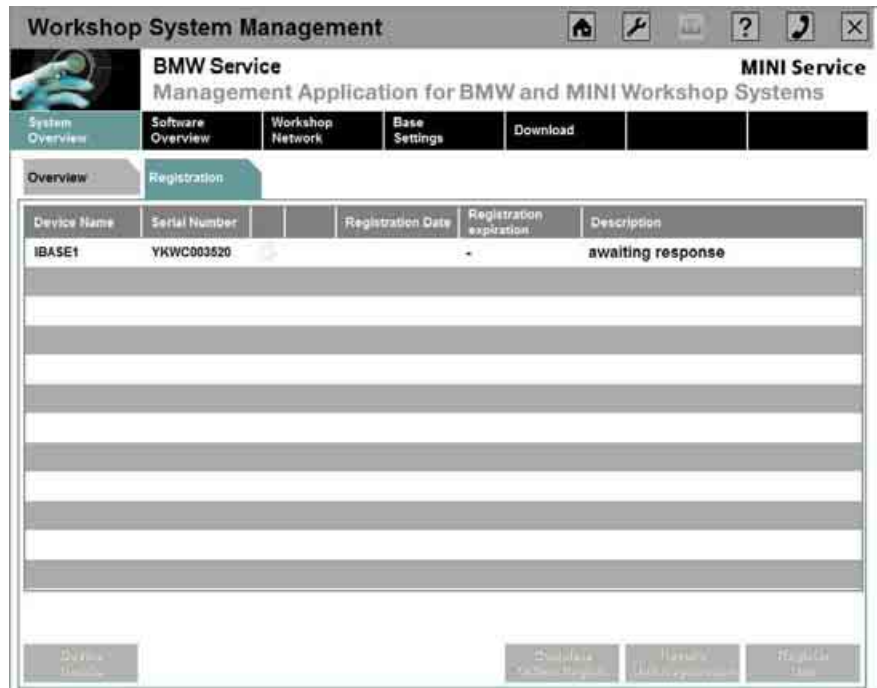 Workshop System Management
?
BMW Service
MINI Service
Management Application for BMW and MINI Workshop Systems
System Overview
Software Overview
Workshop Network
Base Settings
Download
Overview
Registration
Device Name
Serial Number
Registration Date
Registration expiration
Description
IBASE1
YKWC003520
-
awaiting response
Device
Register